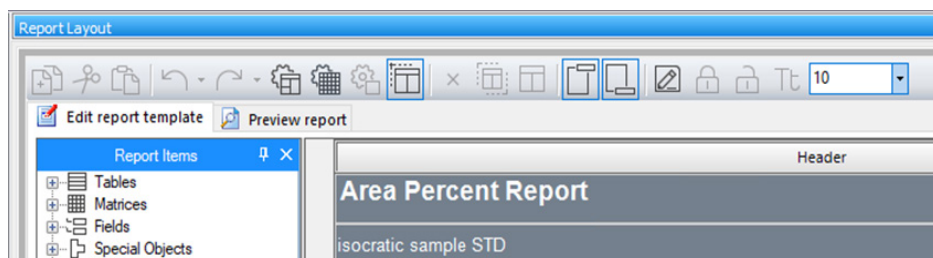 Report Layout
Tt 10
Edit report template Preview report
Report Items
Header
Tables
Area Percent Report
Matrices
Fields
Special Objects
isocratic sample STD